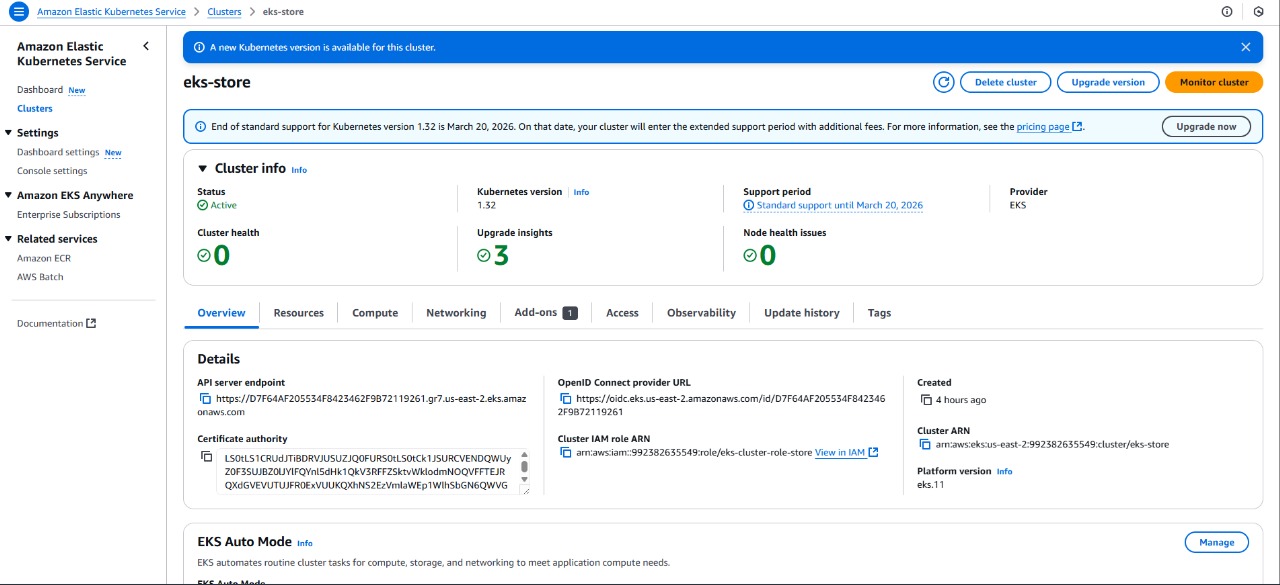 Amazon Elastic Kubernetes Service > Clusters > eks-store
Amazon Elastic
Kubernetes Service
Dashboard New
Clusters
Settings
Dashboard settings New
Console settings
Amazon EKS Anywhere
Enterprise Subscriptions
Related services
Amazon ECR
AWS Batch
Documentation
A new Kubernetes version is available for this cluster.
eks-store
Delete cluster
Upgrade version
Monitor cluster
End of standard support for Kubernetes version 1.32 is March 20, 2026. On that date, your cluster will enter the extended support period with additional fees. For more information, see the pricing page.
Upgrade now
Cluster info Info
Status
Active
Kubernetes version Info
1.32
Support period
Standard support until March 20, 2026
Provider
EKS
Cluster health
0
Upgrade insights
3
Node health issues
0
Overview
Resources
Compute
Networking
Add-ons 1
Access
Observability
Update history
Tags
Details
API server endpoint
https://D7F64AF205534F8423462F9B72119261.gr7.us-east-2.eks.amaz
onaws.com
Certificate authority
OpenID Connect provider URL
https://oidc.eks.us-east-2.amazonaws.com/id/D7F64AF205534F842346
2F9B72119261
Cluster IAM role ARN
arn:aws:iam::992382635549:role/eks-cluster-role-store View in IAM
Created
4 hours ago
Cluster ARN
arn:aws:eks:us-east-2:992382635549:cluster/eks-store
Platform version Info
eks.11
EKS Auto Mode Info
Manage
EKS automates routine cluster tasks for compute, storage, and networking to meet application compute needs.
EKS Auto Mode